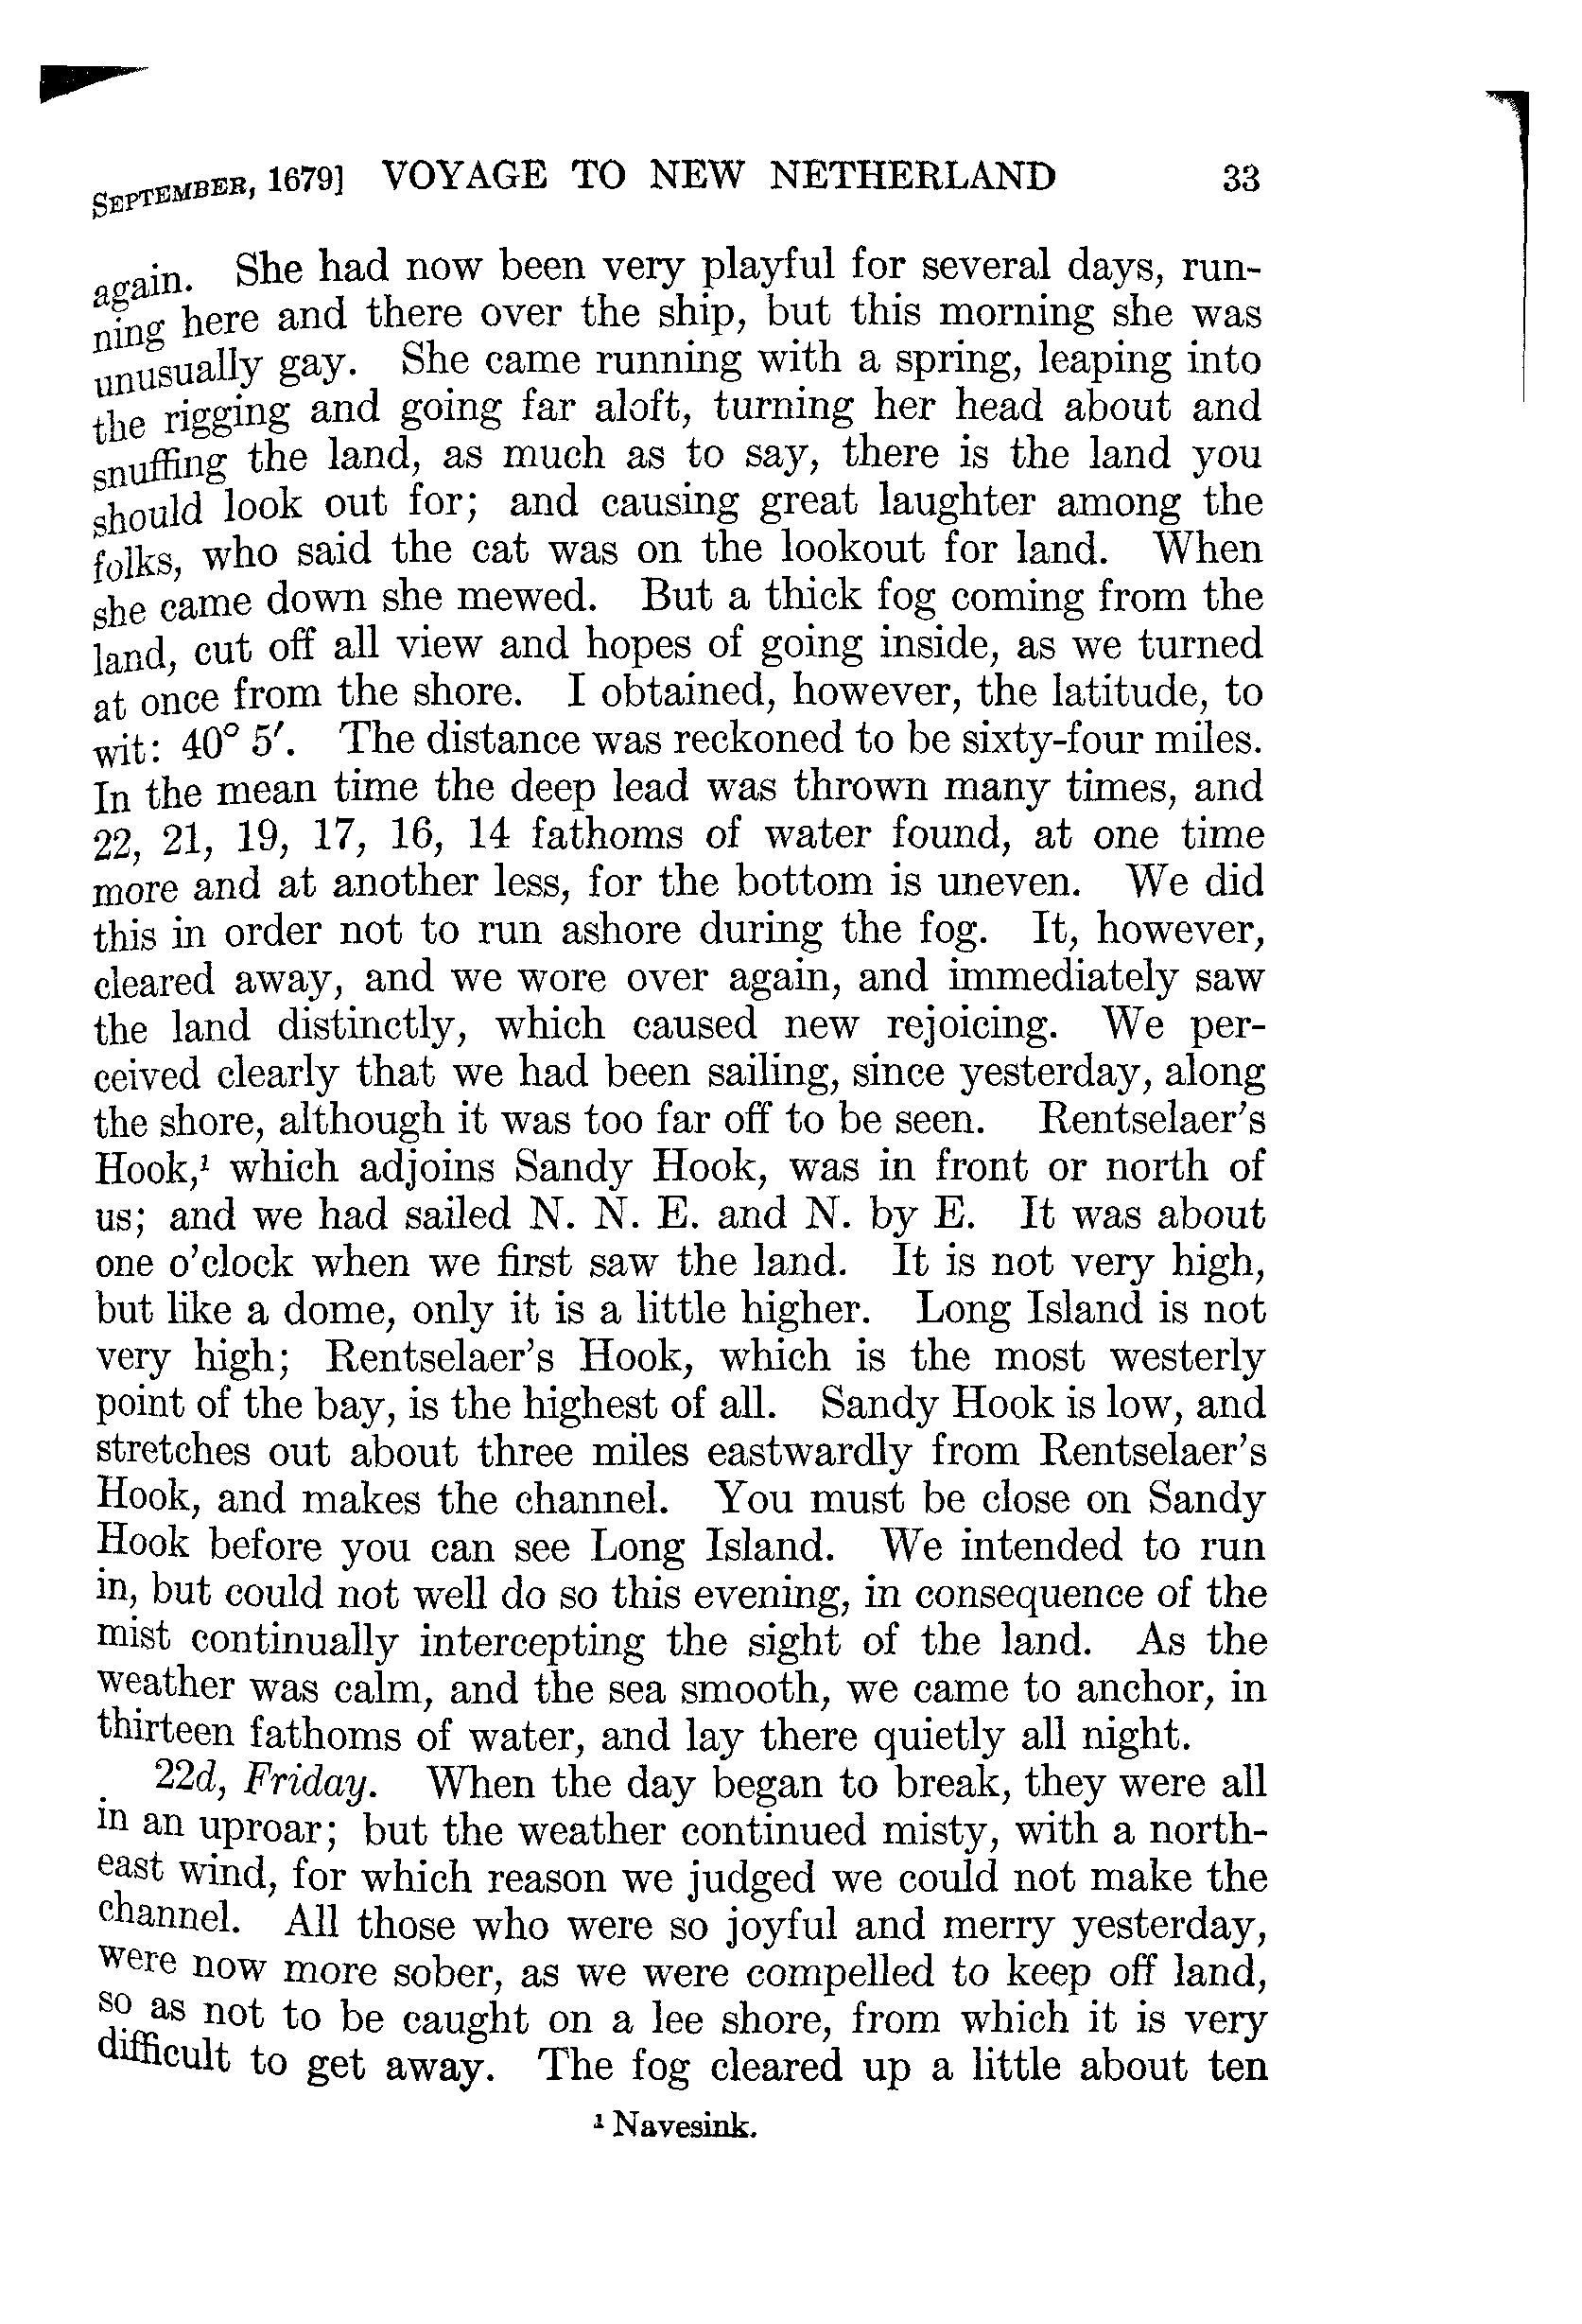 SEPTEMBER, 1679] VOYAGE TO NEW NETHERLAND 33
again. She had now been very playful for several days, run-
ning here and there over the ship, but this morning she was
unusually gay. She came running with a spring, leaping into
the rigging and going far aloft, turning her head about and
snuffing the land, as much as to say, there is the land you
should look out for; and causing great laughter among the
folks, who said the cat was on the lookout for land. When
she came down she mewed. But a thick fog coming from the
land, cut off all view and hopes of going inside, as we turned
at once from the shore. I obtained, however, the latitude, to
wit: 40° 5′. The distance was reckoned to be sixty-four miles.
In the mean time the deep lead was thrown many times, and
22, 21, 19, 17, 16, 14 fathoms of water found, at one time
more and at another less, for the bottom is uneven. We did
this in order not to run ashore during the fog. It, however,
cleared away, and we wore over again, and immediately saw
the land distinctly, which caused new rejoicing. We per-
ceived clearly that we had been sailing, since yesterday, along
the shore, although it was too far off to be seen. Rentselaer's
Hook,¹ which adjoins Sandy Hook, was in front or north of
us; and we had sailed N. N. E. and N. by E. It was about
one o'clock when we first saw the land. It is not very high,
but like a dome, only it is a little higher. Long Island is not
very high; Rentselaer's Hook, which is the most westerly
point of the bay, is the highest of all. Sandy Hook is low, and
stretches out about three miles eastwardly from Rentselaer's
Hook, and makes the channel. You must be close on Sandy
Hook before you can see Long Island. We intended to run
in, but could not well do so this evening, in consequence of the
mist continually intercepting the sight of the land. As the
weather was calm, and the sea smooth, we came to anchor, in
thirteen fathoms of water, and lay there quietly all night.
22d, Friday. When the day began to break, they were all
in an uproar; but the weather continued misty, with a north-
east wind, for which reason we judged we could not make the
channel. All those who were so joyful and merry yesterday,
were now more sober, as we were compelled to keep off land,
so as not to be caught on a lee shore, from which it is very
difficult to get away. The fog cleared up a little about ten
¹ Navesink.